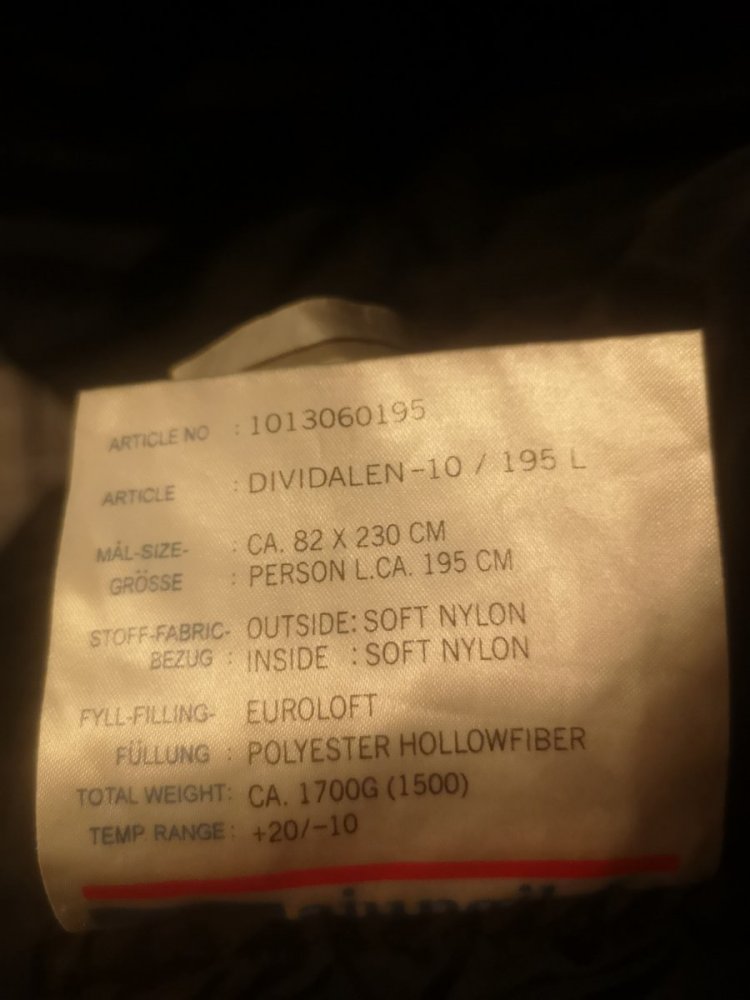 ARTICLE NO : 1013060195
ARTICLE : DIVIDALEN-10 / 195 L
MÅL-SIZE- : CA. 82 X 230 CM
GRÖSSE : PERSON L.CA. 195 CM
STOFF-FABRIC- OUTSIDE: SOFT NYLON
BEZUG : INSIDE : SOFT NYLON
FYLL-FILLING- EUROLOFT
FÜLLUNG : POLYESTER HOLLOWFIBER
TOTAL WEIGHT: CA. 1700G (1500)
TEMP. RANGE : +20/-10